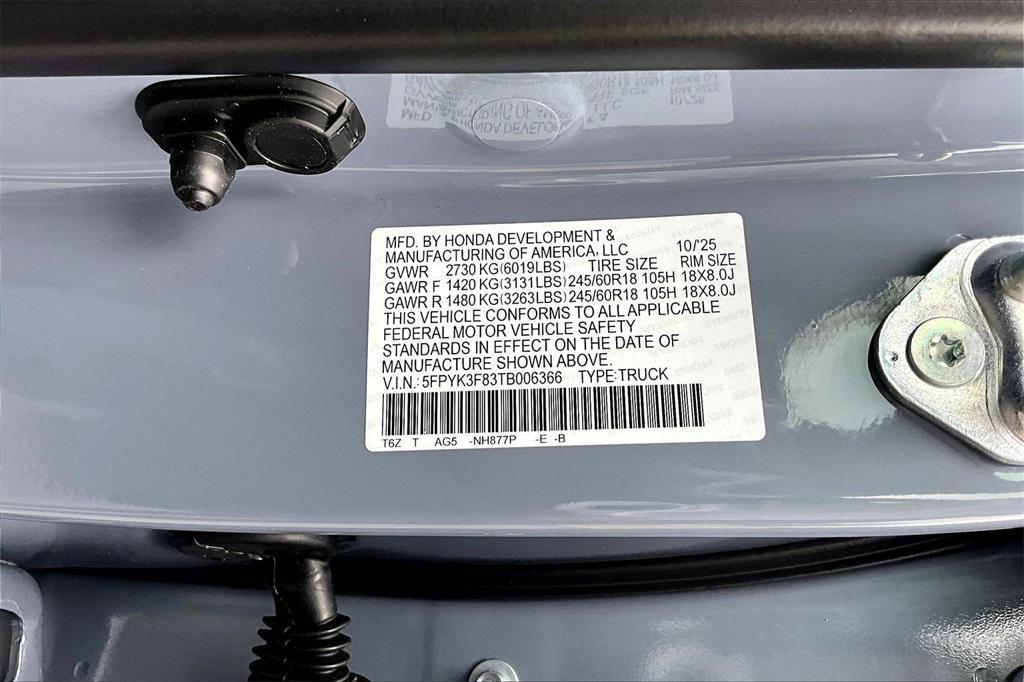 MFD. BY HONDA DEVELOPMENT &
MANUFACTURING OF AMERICA, LLC 10/'25
GVWR 2730 KG(6019LBS) TIRE SIZE RIM SIZE
GAWR F 1420 KG(3131LBS) 245/60R18 105H 18X8.0J
GAWR R 1480 KG(3263LBS) 245/60R18 105H 18X8.0J
THIS VEHICLE CONFORMS TO ALL APPLICABLE
FEDERAL MOTOR VEHICLE SAFETY
STANDARDS IN EFFECT ON THE DATE OF
MANUFACTURE SHOWN ABOVE.
V.I.N.: 5FPYK3F83TB006366 TYPE:TRUCK
T6Z T AG5 -NH877P -E -B